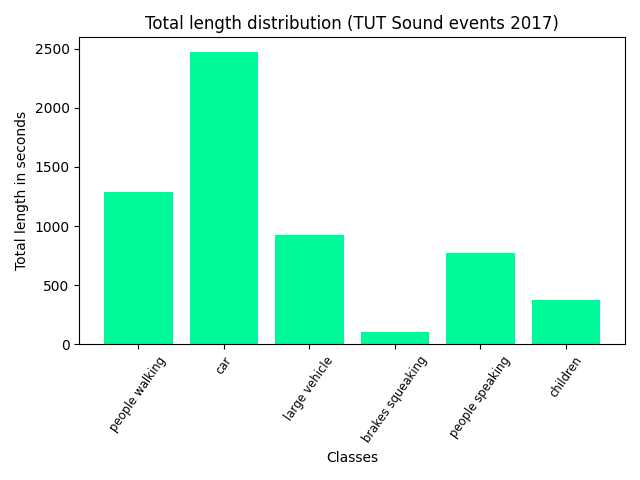 Total length distribution (TUT Sound events 2017)
Total length in seconds
2500
2000
1500
1000
500
0
people walking
car
large vehicle
brakes squeaking
people speaking
children
Classes